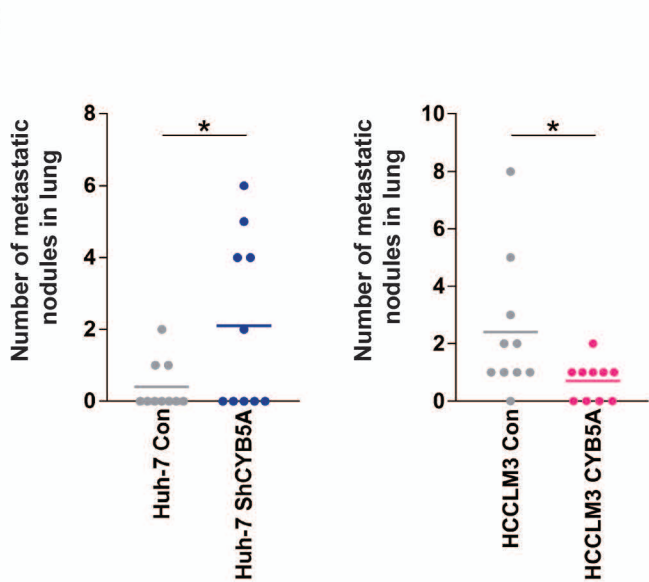 Number of metastatic
nodules in lung
8
6
4
2
0
*
Huh-7 Con
Huh-7 ShCYB5A
Number of metastatic
nodules in lung
10
8
6
4
2
0
*
HCCLM3 Con
HCCLM3 CYB5A